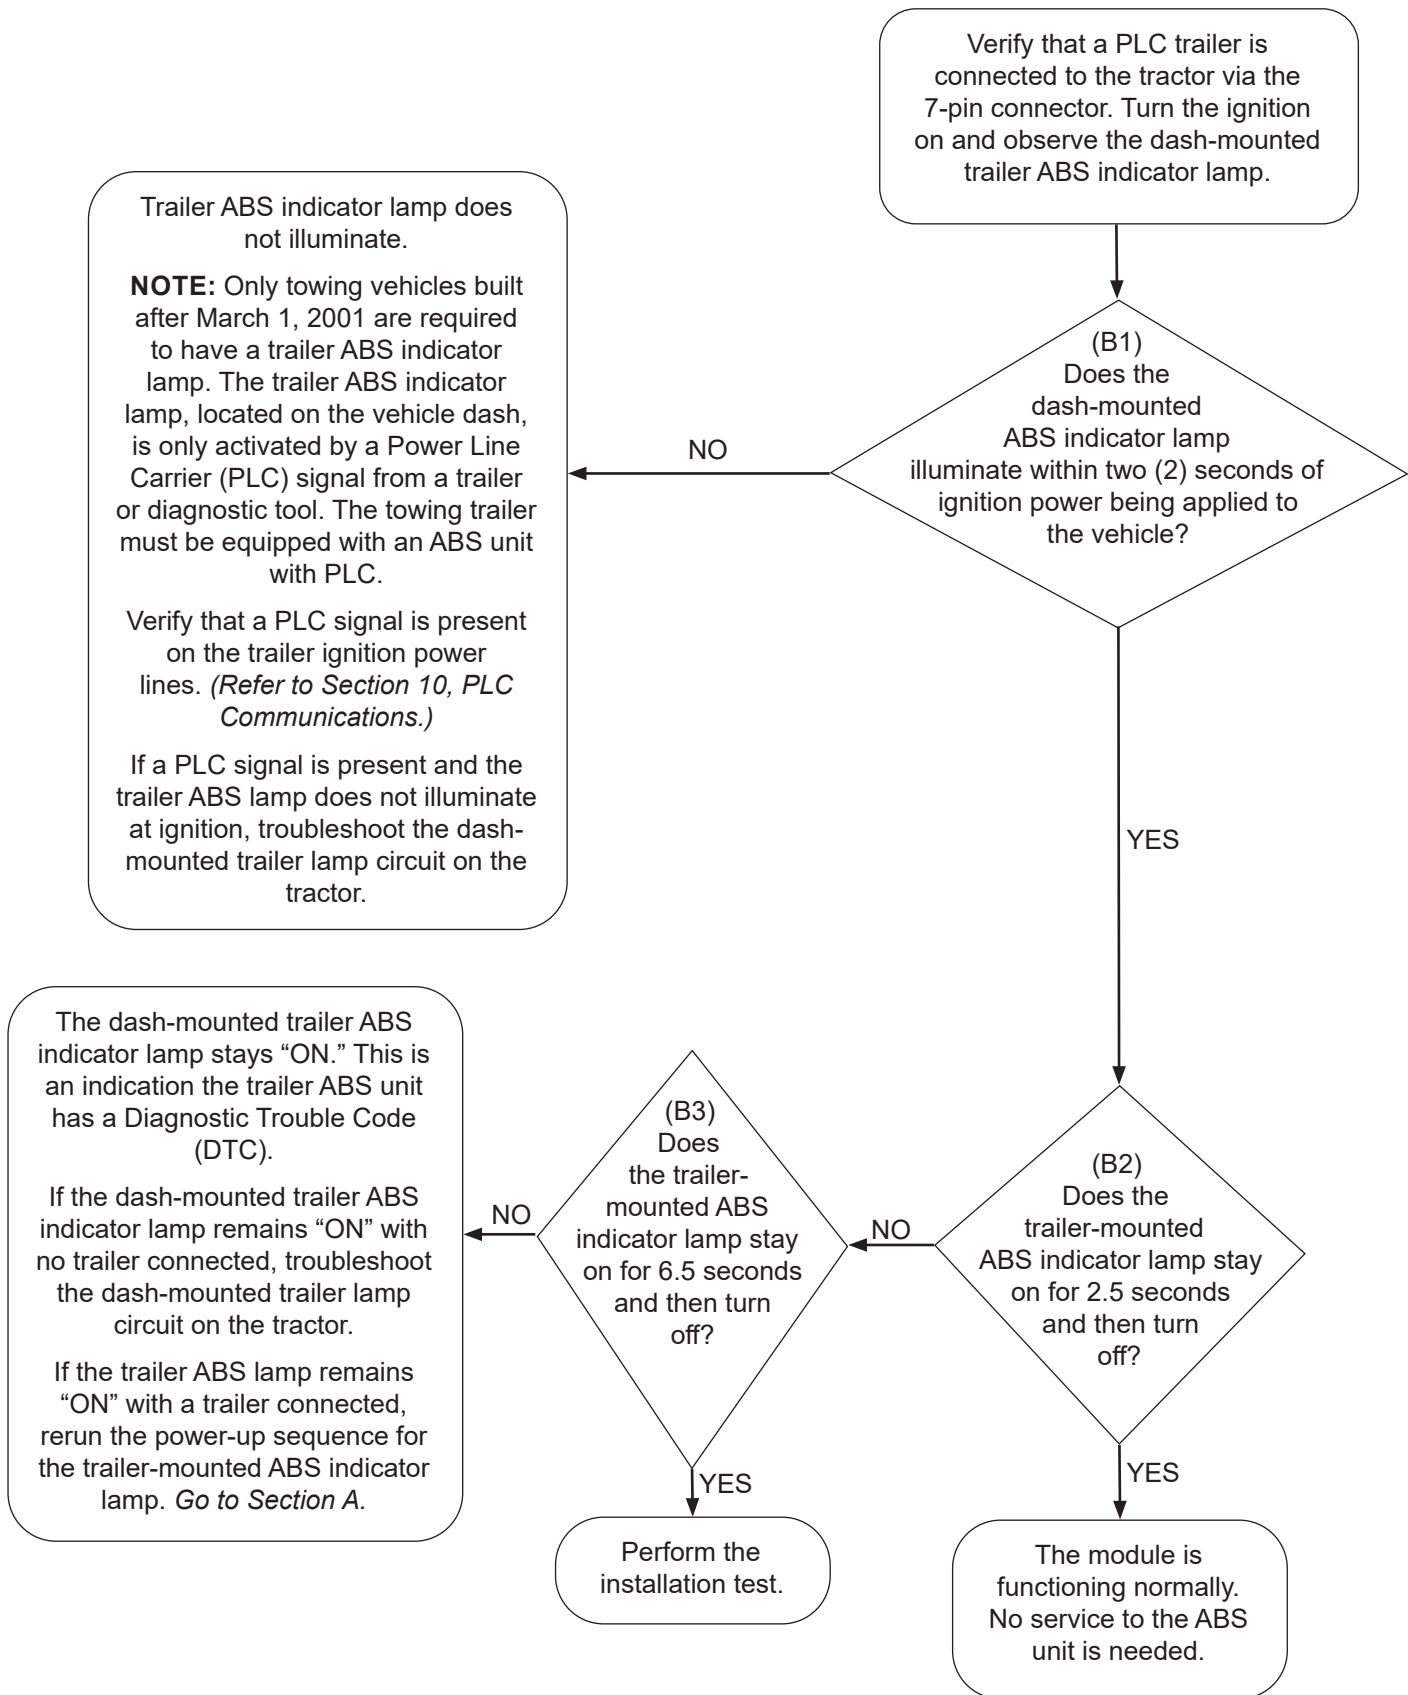 Verify that a PLC trailer is
connected to the tractor via the
7-pin connector. Turn the ignition
on and observe the dash-mounted
trailer ABS indicator lamp.
(B1)
Does the
dash-mounted
ABS indicator lamp
illuminate within two (2) seconds of
ignition power being applied to
the vehicle?
NO
Trailer ABS indicator lamp does
not illuminate.
NOTE: Only towing vehicles built
after March 1, 2001 are required
to have a trailer ABS indicator
lamp. The trailer ABS indicator
lamp, located on the vehicle dash,
is only activated by a Power Line
Carrier (PLC) signal from a trailer
or diagnostic tool. The towing trailer
must be equipped with an ABS unit
with PLC.
Verify that a PLC signal is present
on the trailer ignition power
lines. (Refer to Section 10, PLC
Communications.)
If a PLC signal is present and the
trailer ABS lamp does not illuminate
at ignition, troubleshoot the dash-
mounted trailer lamp circuit on the
tractor.
YES
(B2)
Does the
trailer-mounted
ABS indicator lamp stay
on for 2.5 seconds
and then turn
off?
NO
(B3)
Does
the trailer-
mounted ABS
indicator lamp stay
on for 6.5 seconds
and then turn
off?
NO
The dash-mounted trailer ABS
indicator lamp stays “ON.” This is
an indication the trailer ABS unit
has a Diagnostic Trouble Code
(DTC).
If the dash-mounted trailer ABS
indicator lamp remains “ON” with
no trailer connected, troubleshoot
the dash-mounted trailer lamp
circuit on the tractor.
If the trailer ABS lamp remains
“ON” with a trailer connected,
rerun the power-up sequence for
the trailer-mounted ABS indicator
lamp. Go to Section A.
YES
Perform the
installation test.
YES
The module is
functioning normally.
No service to the ABS
unit is needed.